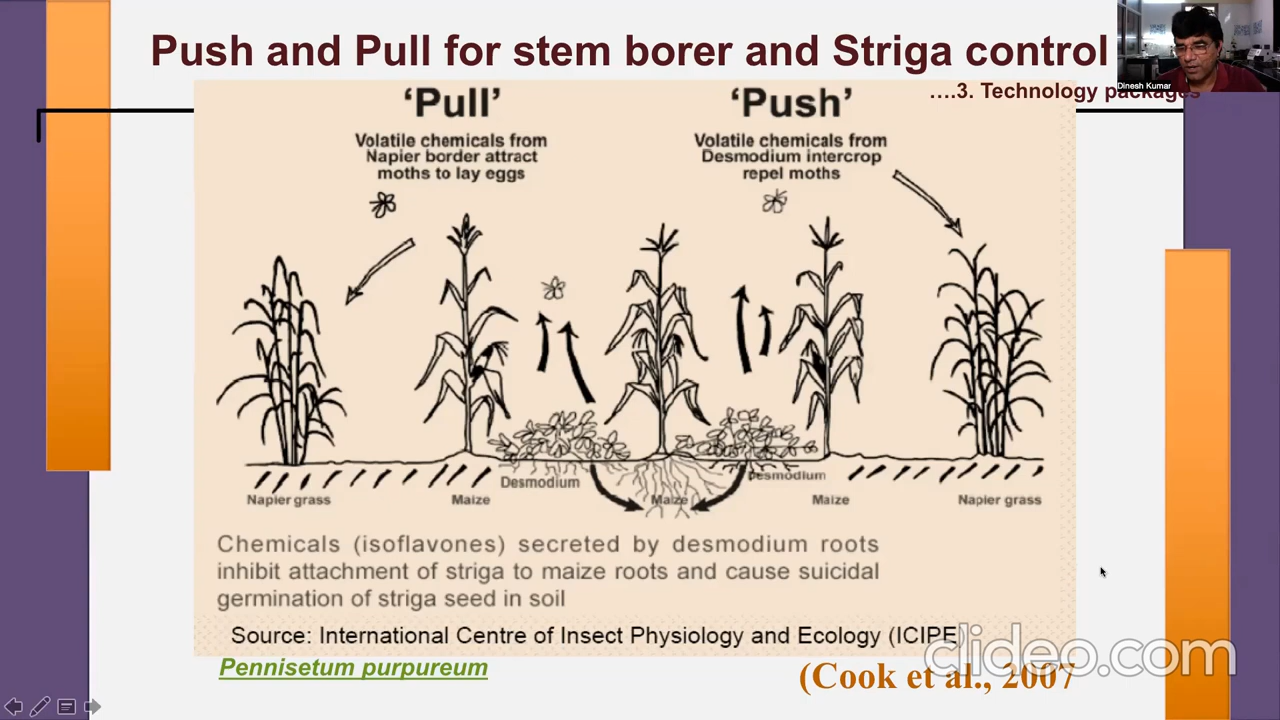 Push and Pull for stem borer and Striga control
Dinesh Kumar
….3. Technology packages
‘Pull’
Volatile chemicals from
Napier border attract
moths to lay eggs
‘Push’
Volatile chemicals from
Desmodium intercrop
repel moths
Desmodium
Desmodium
Napier grass
Maize
Maize
Maize
Napier grass
Chemicals (isoflavones) secreted by desmodium roots
inhibit attachment of striga to maize roots and cause suicidal
germination of striga seed in soil
Source: International Centre of Insect Physiology and Ecology (ICIPE)
Pennisetum purpureum
(Cook et al., 2007
clideo.com